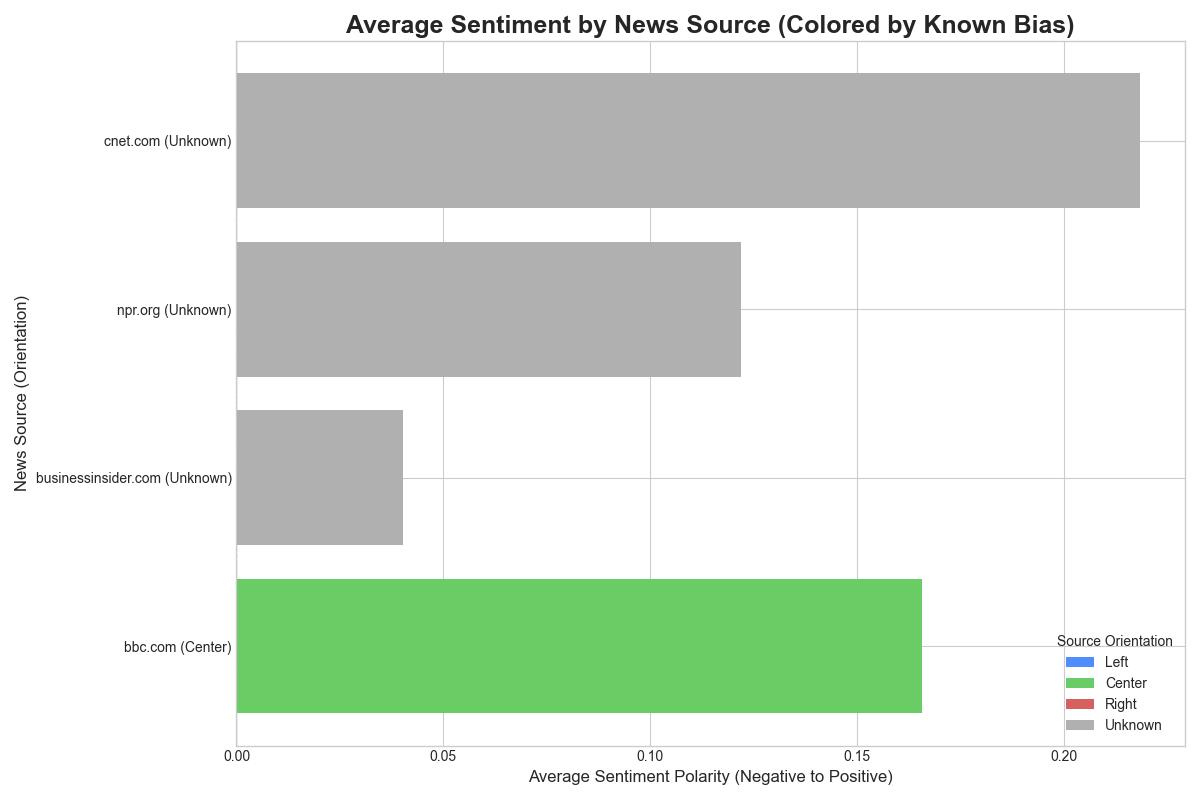 Average Sentiment by News Source (Colored by Known Bias)
News Source (Orientation)
cnet.com (Unknown)
npr.org (Unknown)
businessinsider.com (Unknown)
bbc.com (Center)
Source Orientation
Left
Center
Right
Unknown
0.00 0.05 0.10 0.15 0.20
Average Sentiment Polarity (Negative to Positive)